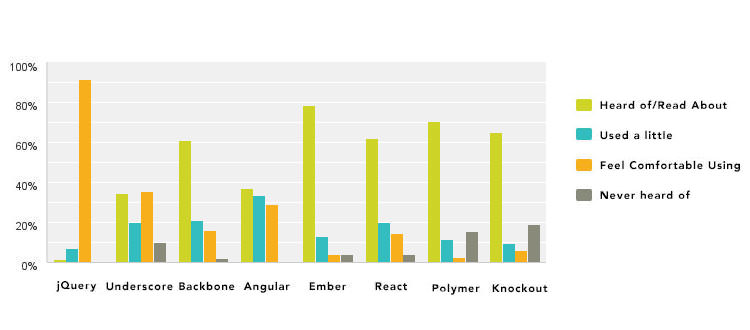 100%
80%
60%
40%
20%
0%
jQuery Underscore Backbone Angular Ember React Polymer Knockout
Heard of/Read About
Used a little
Feel Comfortable Using
Never heard of